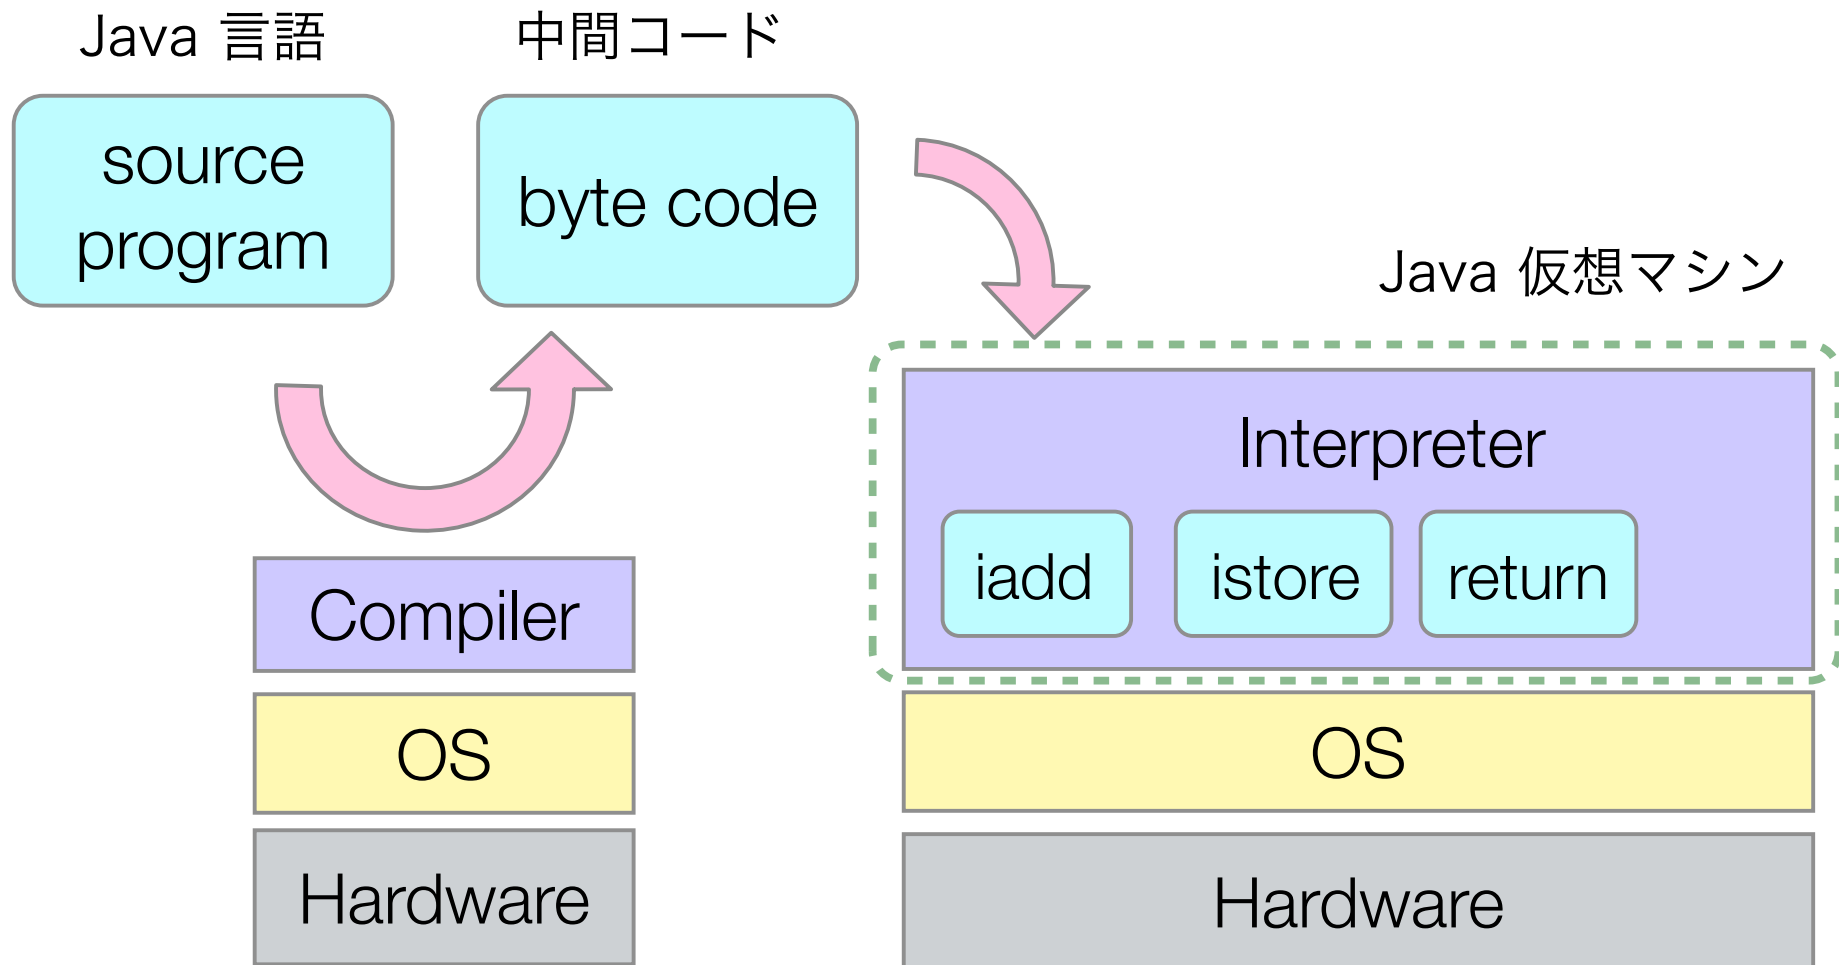 Java 言語
中間コード
source
program
byte code
Java 仮想マシン
Interpreter
iadd
istore
return
Compiler
OS
OS
Hardware
Hardware